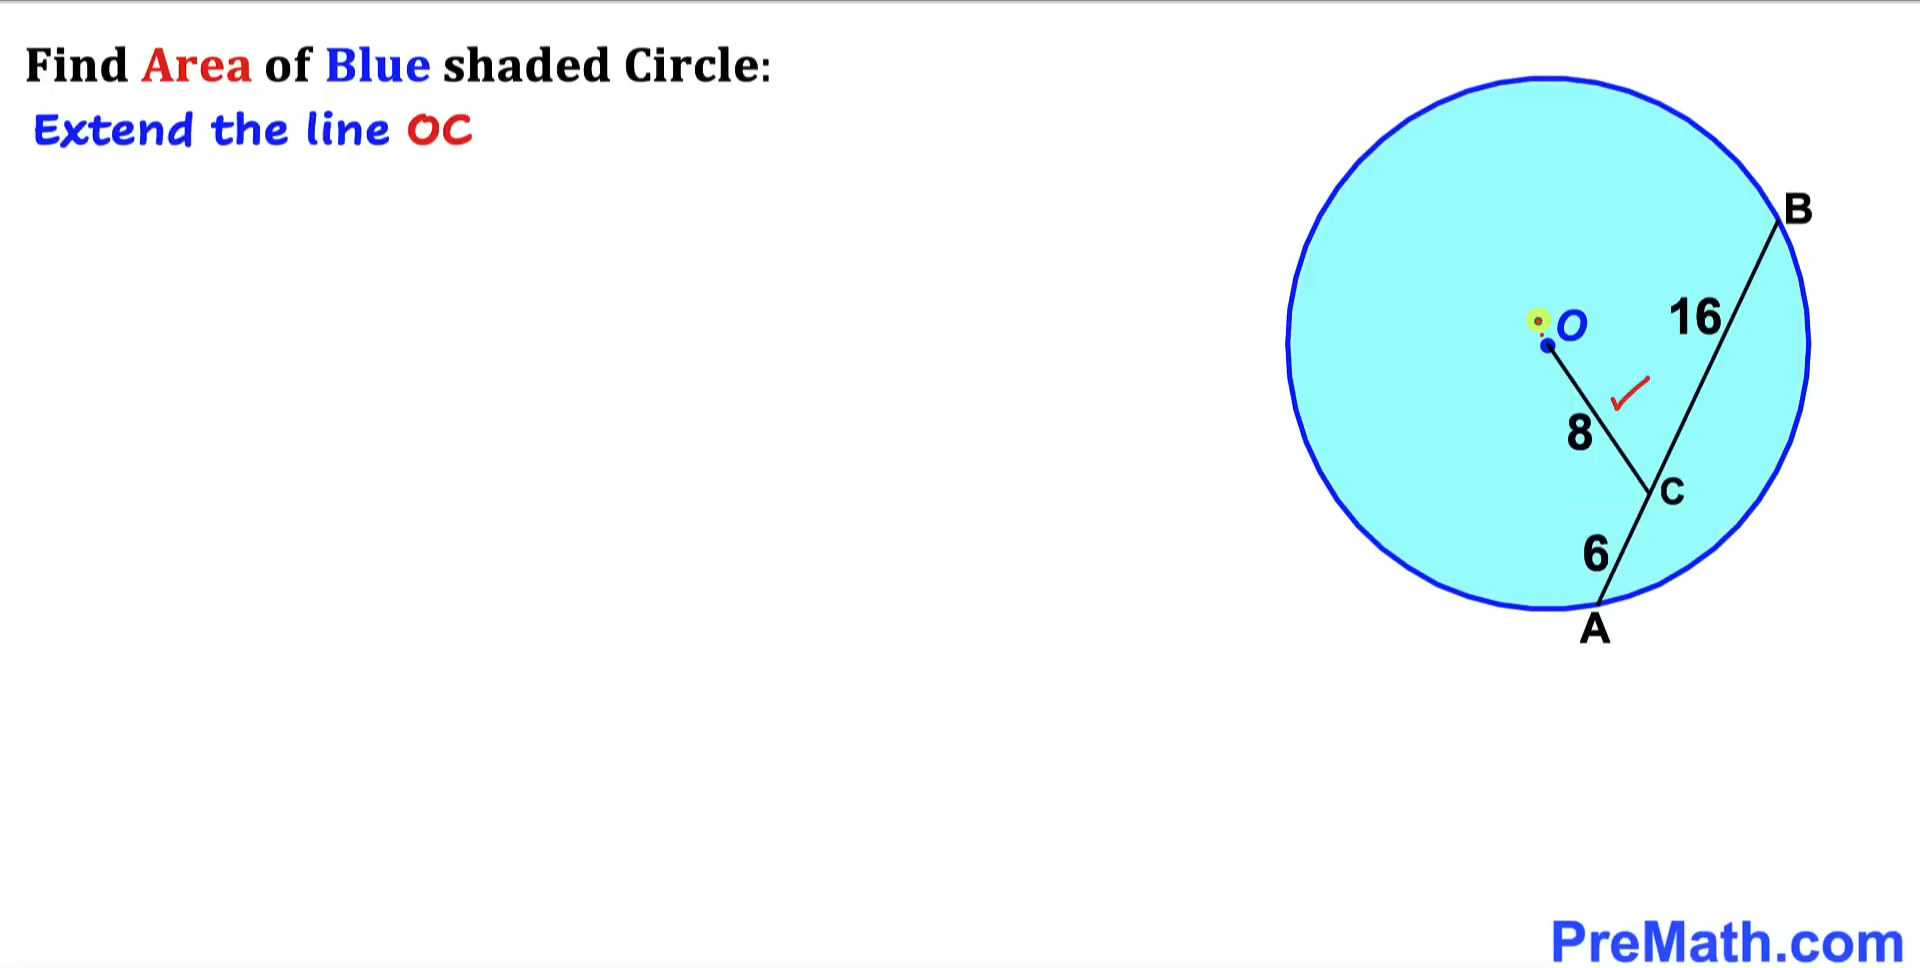 Find Area of Blue shaded Circle:
Extend the line OC
B
O
16
8
C
6
A
PreMath.com